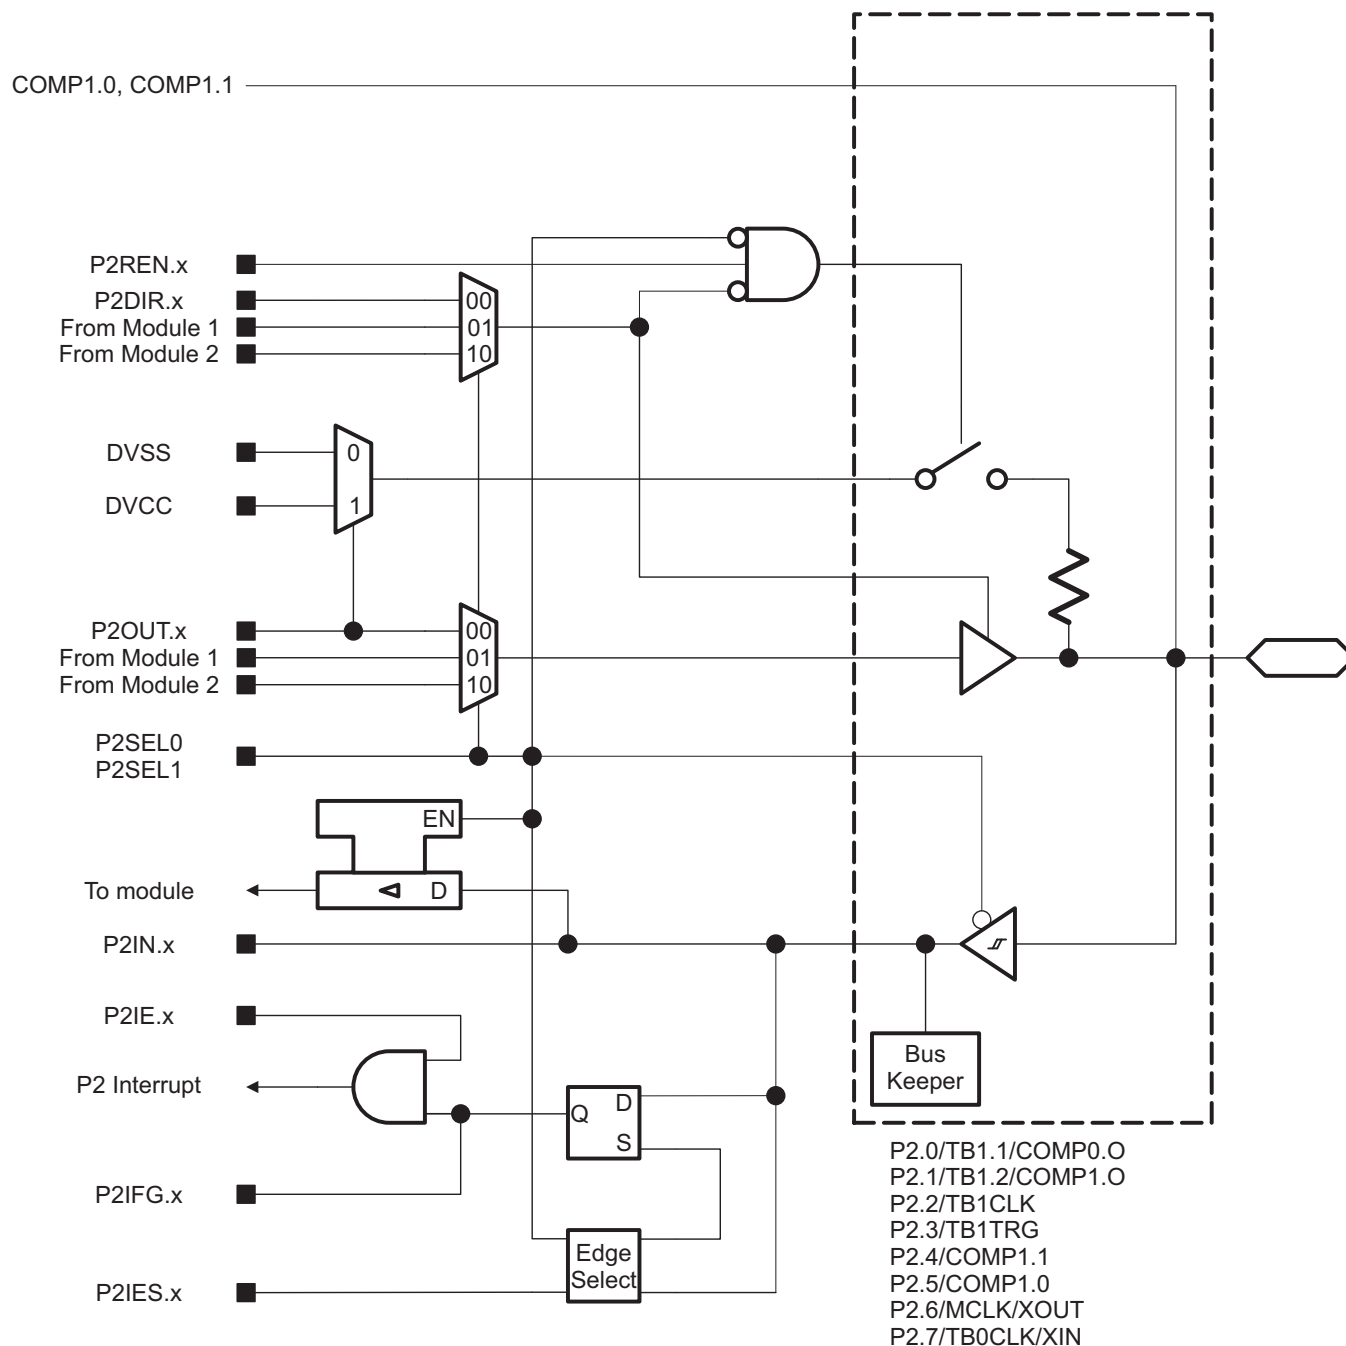 COMP1.0, COMP1.1
P2REN.x
P2DIR.x
From Module 1
From Module 2
00
01
10
DVSS
DVCC
0
1
P2OUT.x
From Module 1
From Module 2
00
01
10
P2SEL0
P2SEL1
EN
To module
D
P2IN.x
P2IE.x
Bus
Keeper
P2 Interrupt
Q
D
S
P2IFG.x
Edge
Select
P2IES.x
P2.0/TB1.1/COMP0.O
P2.1/TB1.2/COMP1.O
P2.2/TB1CLK
P2.3/TB1TRG
P2.4/COMP1.1
P2.5/COMP1.0
P2.6/MCLK/XOUT
P2.7/TB0CLK/XIN